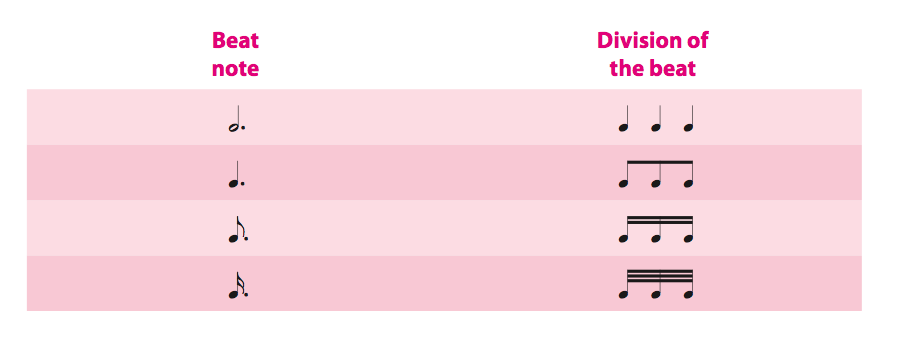 Beat
note
Division of
the beat